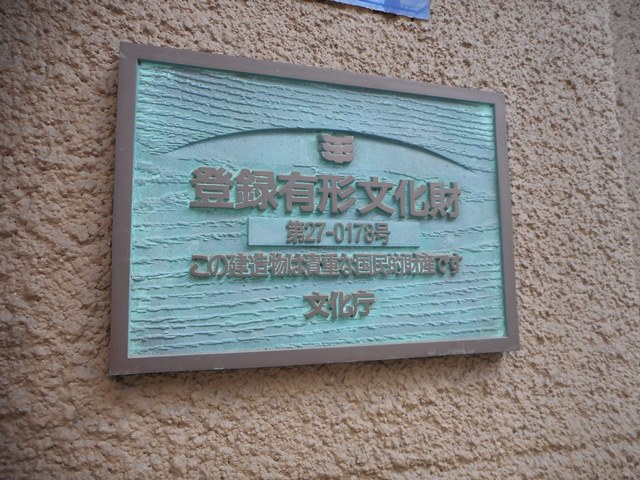 登録有形文化財
第27-0178号
この建造物は貴重な国民的財産です
文化庁